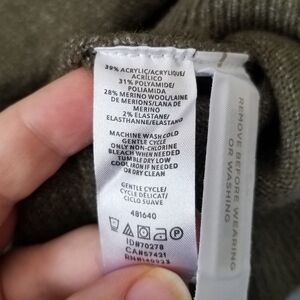 39% ACRYLIC/ACRYLIQUE/
ACRÍLICO
31% POLYAMIDE/
POLIAMIDA
28% MERINO WOOL/LAINE
DE MERINOS/LANA DE
MERINO
2% ELASTANE/
ELASTHANNE/ELASTANO
MACHINE WASH COLD
GENTLE CYCLE
ONLY NON-CHLORINE
BLEACH WHEN NEEDED
TUMBLE DRY LOW
COOL IRON IF NEEDED
OR DRY CLEAN
GENTLE CYCLE/
CYCLE DELICAT/
CICLO SUAVE
481640
ID#70278
CA#57421
REMOVE BEFORE WEARING
OR WASHING